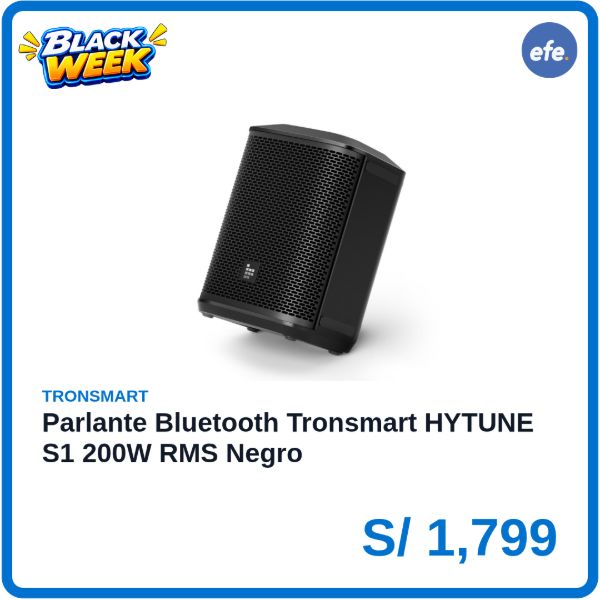 BLACK
WEEK
efe.
TRONSMART
Parlante Bluetooth Tronsmart HYTUNE
S1 200W RMS Negro
S/ 1,799